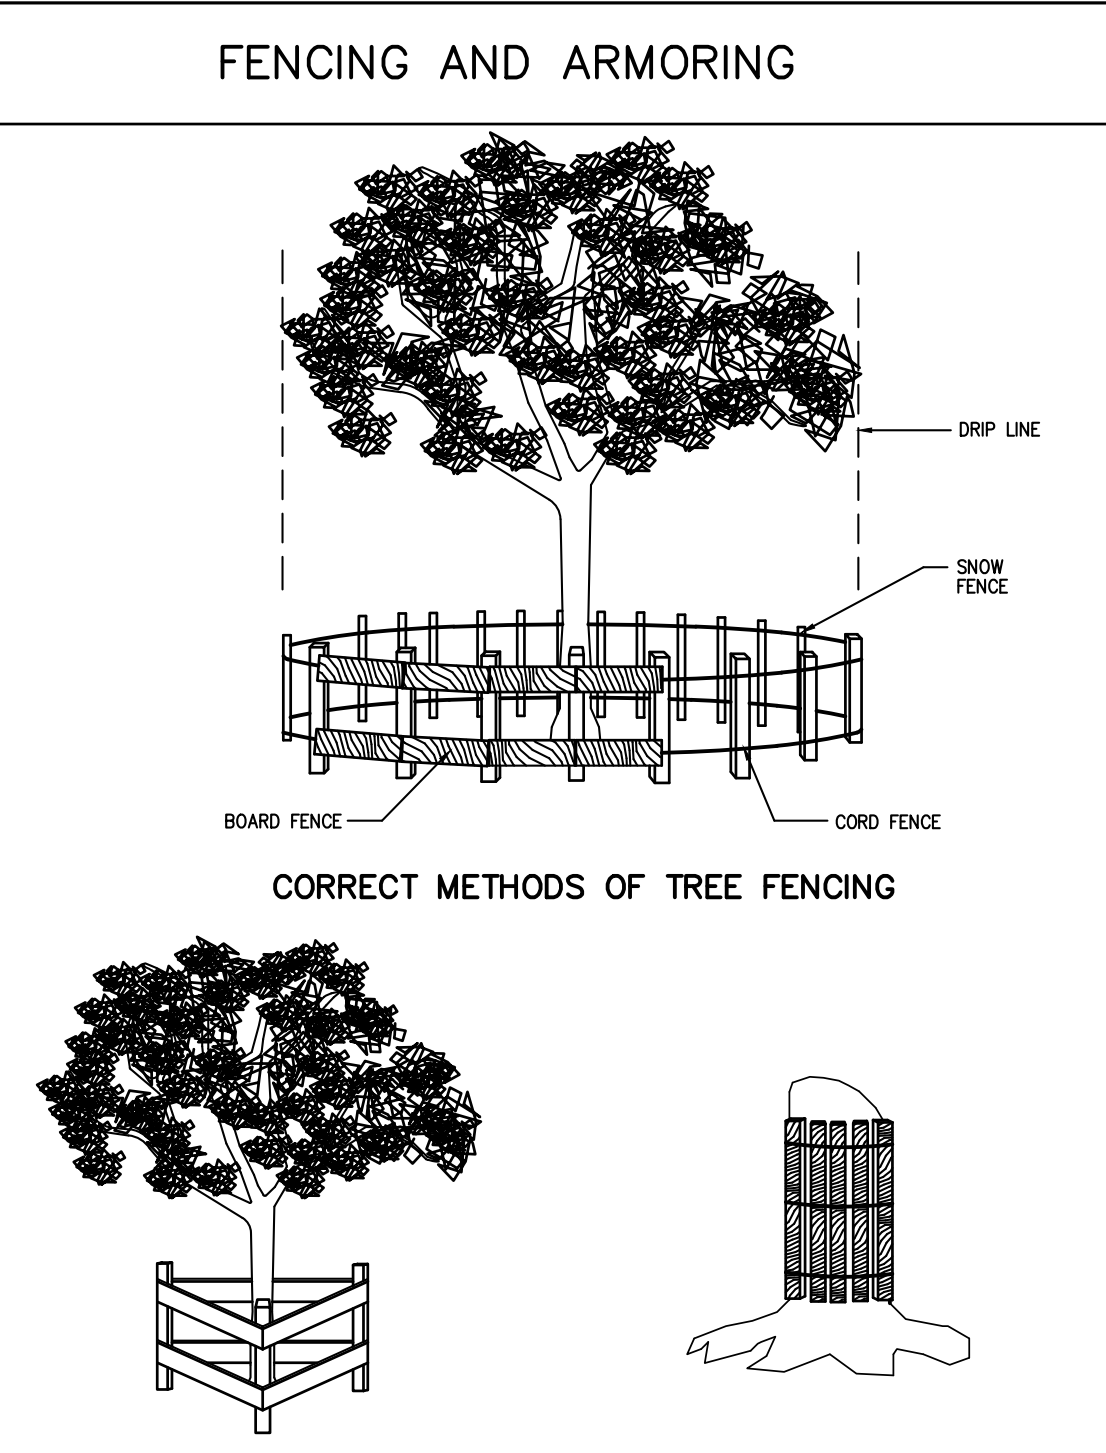 FENCING AND ARMORING
DRIP LINE
SNOW
FENCE
BOARD FENCE
CORD FENCE
CORRECT METHODS OF TREE FENCING